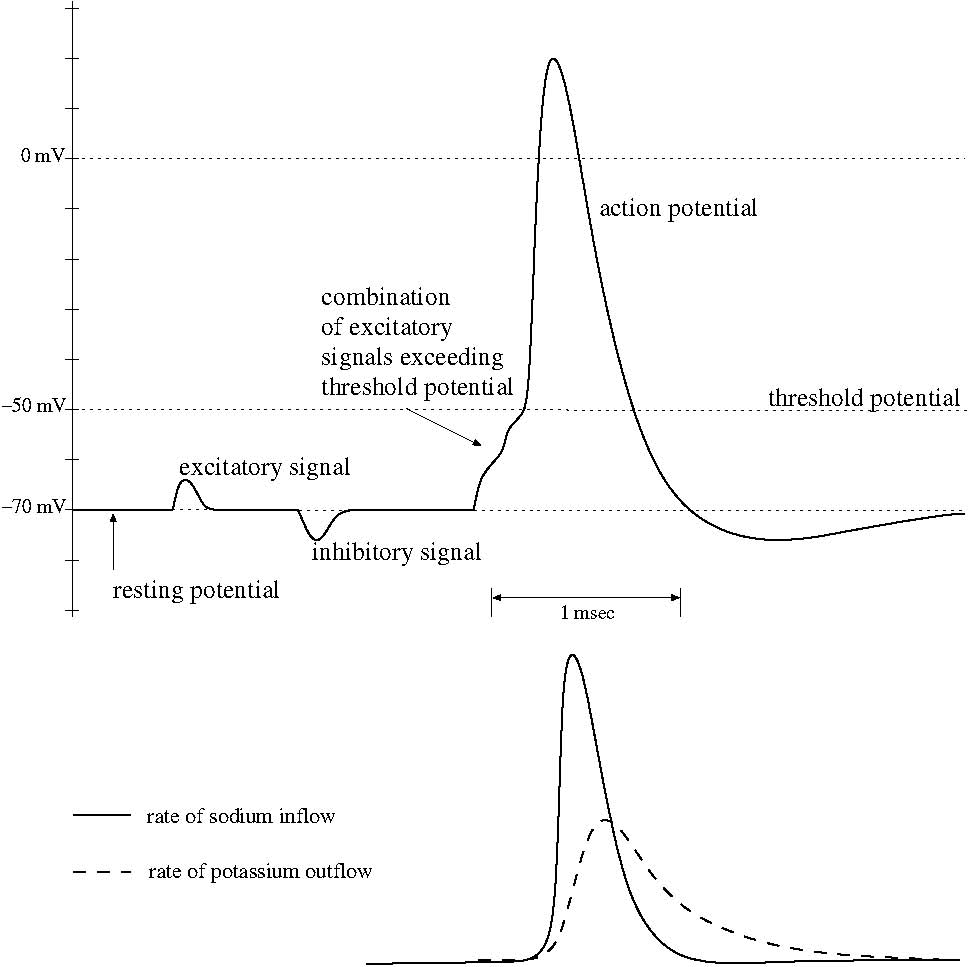 0 mV
action potential
combination
of excitatory
signals exceeding
threshold potential
−50 mV
threshold potential
excitatory signal
−70 mV
inhibitory signal
resting potential
1 msec
rate of sodium inflow
rate of potassium outflow